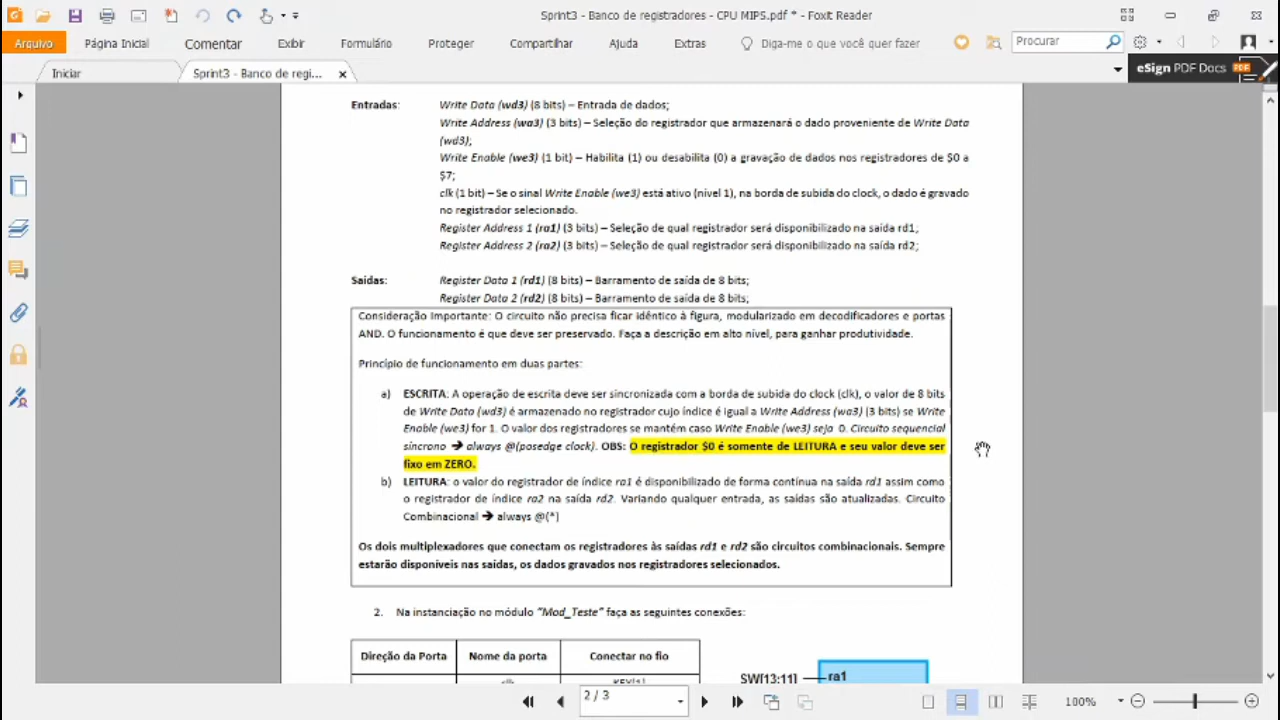 Sprint3 - Banco de registradores - CPU MIPS.pdf * - Foxit Reader
Arquivo Página Inicial Comentar Exibir Formulário Proteger Compartilhar Ajuda Extras Diga-me o que você quer fazer Procurar
Iniciar Sprint3 - Banco de regi... eSign PDF Docs PDF
Entradas: Write Data (wd3) (8 bits) – Entrada de dados;
Write Address (wa3) (3 bits) – Seleção do registrador que armazenará o dado proveniente de Write Data
(wd3);
Write Enable (we3) (1 bit) – Habilita (1) ou desabilita (0) a gravação de dados nos registradores de $0 a
$7;
clk (1 bit) – Se o sinal Write Enable (we3) está ativo (nível 1), na borda de subida do clock, o dado é gravado
no registrador selecionado.
Register Address 1 (ra1) (3 bits) – Seleção de qual registrador será disponibilizado na saída rd1;
Register Address 2 (ra2) (3 bits) – Seleção de qual registrador será disponibilizado na saída rd2;
Saídas: Register Data 1 (rd1) (8 bits) – Barramento de saída de 8 bits;
Register Data 2 (rd2) (8 bits) – Barramento de saída de 8 bits;
Consideração Importante: O circuito não precisa ficar idêntico à figura, modularizado em decodificadores e portas
AND. O funcionamento é que deve ser preservado. Faça a descrição em alto nível, para ganhar produtividade.
Princípio de funcionamento em duas partes:
a) ESCRITA: A operação de escrita deve ser sincronizada com a borda de subida do clock (clk), o valor de 8 bits
de Write Data (wd3) é armazenado no registrador cujo índice é igual a Write Address (wa3) (3 bits) se Write
Enable (we3) for 1. O valor dos registradores se mantém caso Write Enable (we3) seja 0. Circuito sequencial
síncrono ➔ always @(posedge clock). OBS: O registrador $0 é somente de LEITURA e seu valor deve ser
fixo em ZERO.
b) LEITURA: o valor do registrador de índice ra1 é disponibilizado de forma contínua na saída rd1 assim como
o registrador de índice ra2 na saída rd2. Variando qualquer entrada, as saídas são atualizadas. Circuito
Combinacional ➔ always @(*)
Os dois multiplexadores que conectam os registradores às saídas rd1 e rd2 são circuitos combinacionais. Sempre
estarão disponíveis nas saídas, os dados gravados nos registradores selecionados.
2. Na instanciação no módulo "Mod_Teste" faça as seguintes conexões:
Direção da Porta Nome da porta Conectar no fio
clk KEY[1]
SW[13:11] ra1
2 / 3 100%